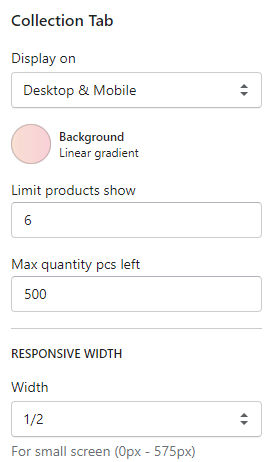 Collection Tab
Display on
Desktop & Mobile
Background
Linear gradient
Limit products show
6
Max quantity pcs left
500
RESPONSIVE WIDTH
Width
1/2
For small screen (0px - 575px)